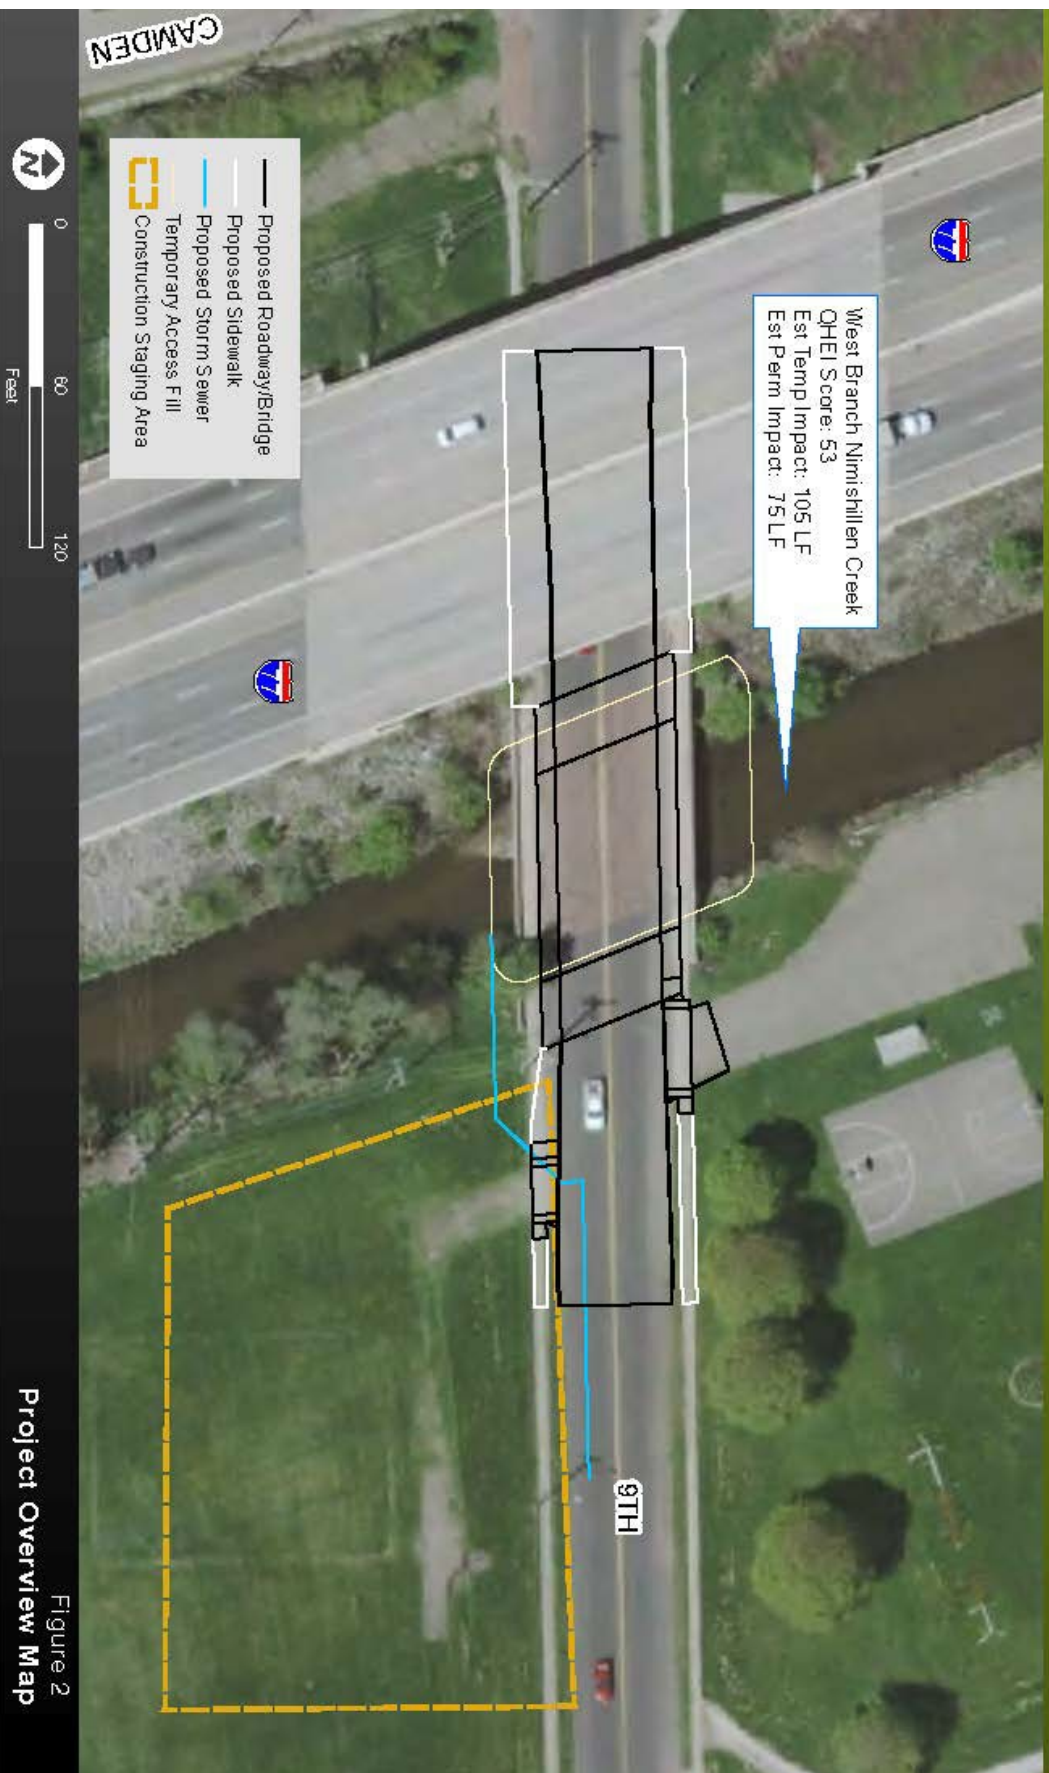 CAMDEN
77
West Branch Nimishillen Creek
QHEI Score: 53
Est Temp Impact: 105 LF
Est Perm Impact: 75 LF
77
9TH
Proposed Roadway/Bridge
Proposed Sidewalk
Proposed Storm Sewer
Temporary Access Fill
Construction Staging Area
N
0 60 120
Feet
Figure 2
Project Overview Map